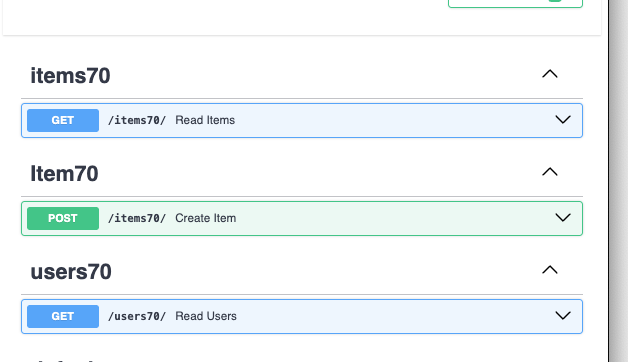 items70
GET /items70/ Read Items
Item70
POST /items70/ Create Item
users70
GET /users70/ Read Users